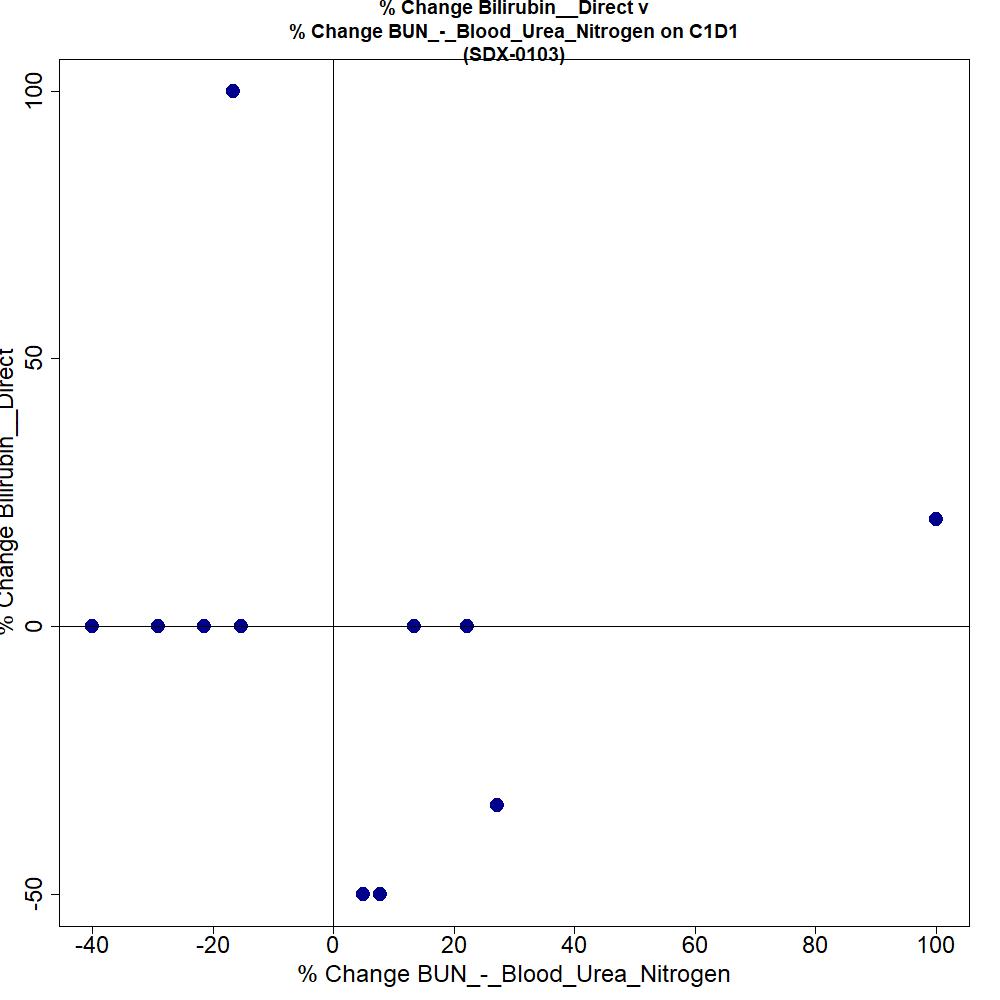 % Change Bilirubin__Direct v
% Change BUN_-_Blood_Urea_Nitrogen on C1D1
(SDX-0103)
% Change Bilirubin__Direct
100
50
0
-50
-40 -20 0 20 40 60 80 100
% Change BUN_-_Blood_Urea_Nitrogen